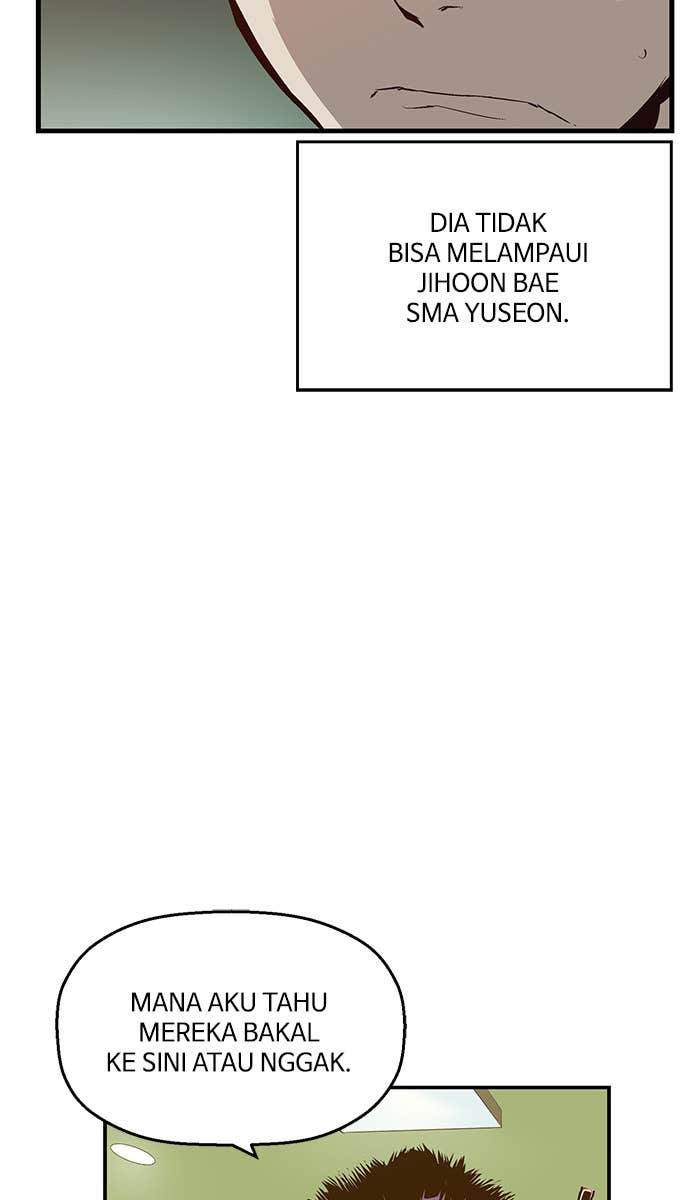 DIA TIDAK
BISA MELAMPAUI
JIHOON BAE
SMA YUSEON.
MANA AKU TAHU
MEREKA BAKAL
KE SINI ATAU NGGAK.